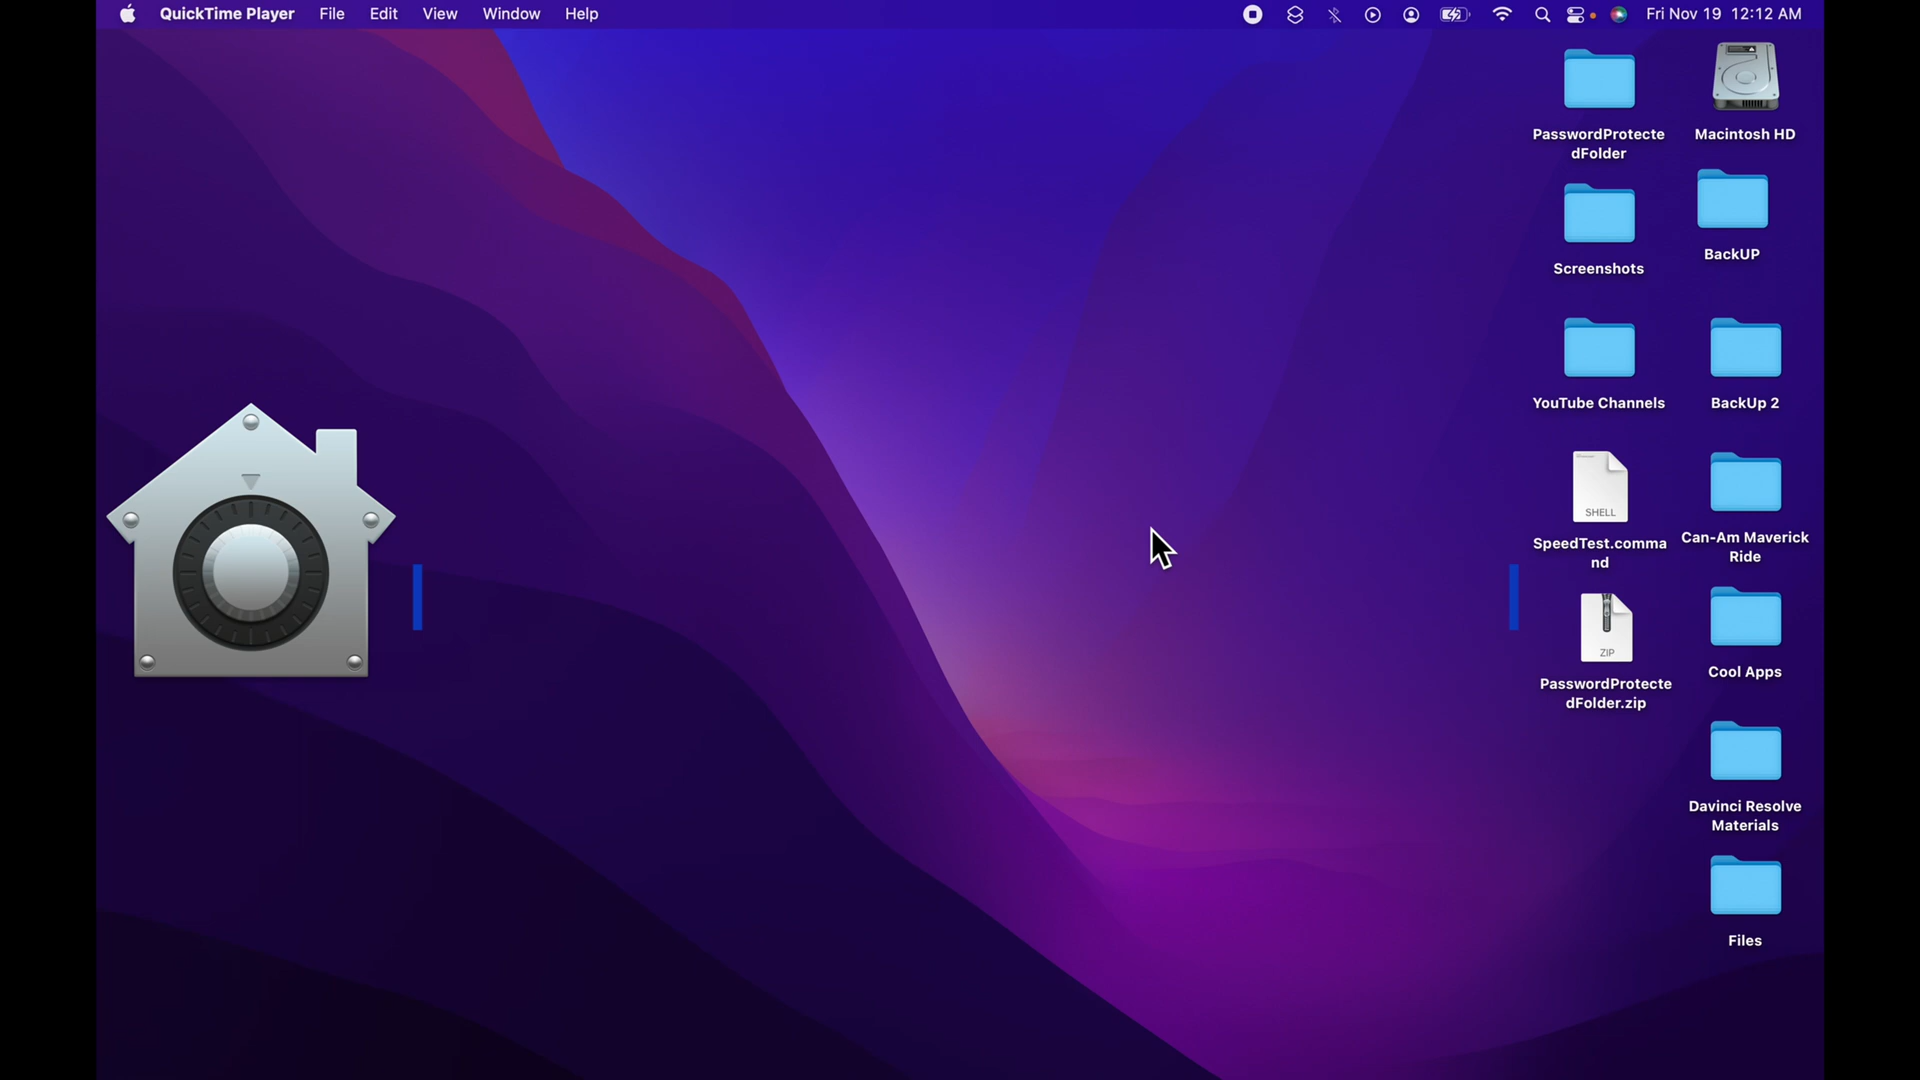 QuickTime Player File Edit View Window Help Fri Nov 19 12:12 AM
PasswordProtecte
dFolder
Macintosh HD
Screenshots
BackUP
YouTube Channels
BackUp 2
SHELL
SpeedTest.comma
nd
Can-Am Maverick
Ride
ZIP
PasswordProtecte
dFolder.zip
Cool Apps
Davinci Resolve
Materials
Files